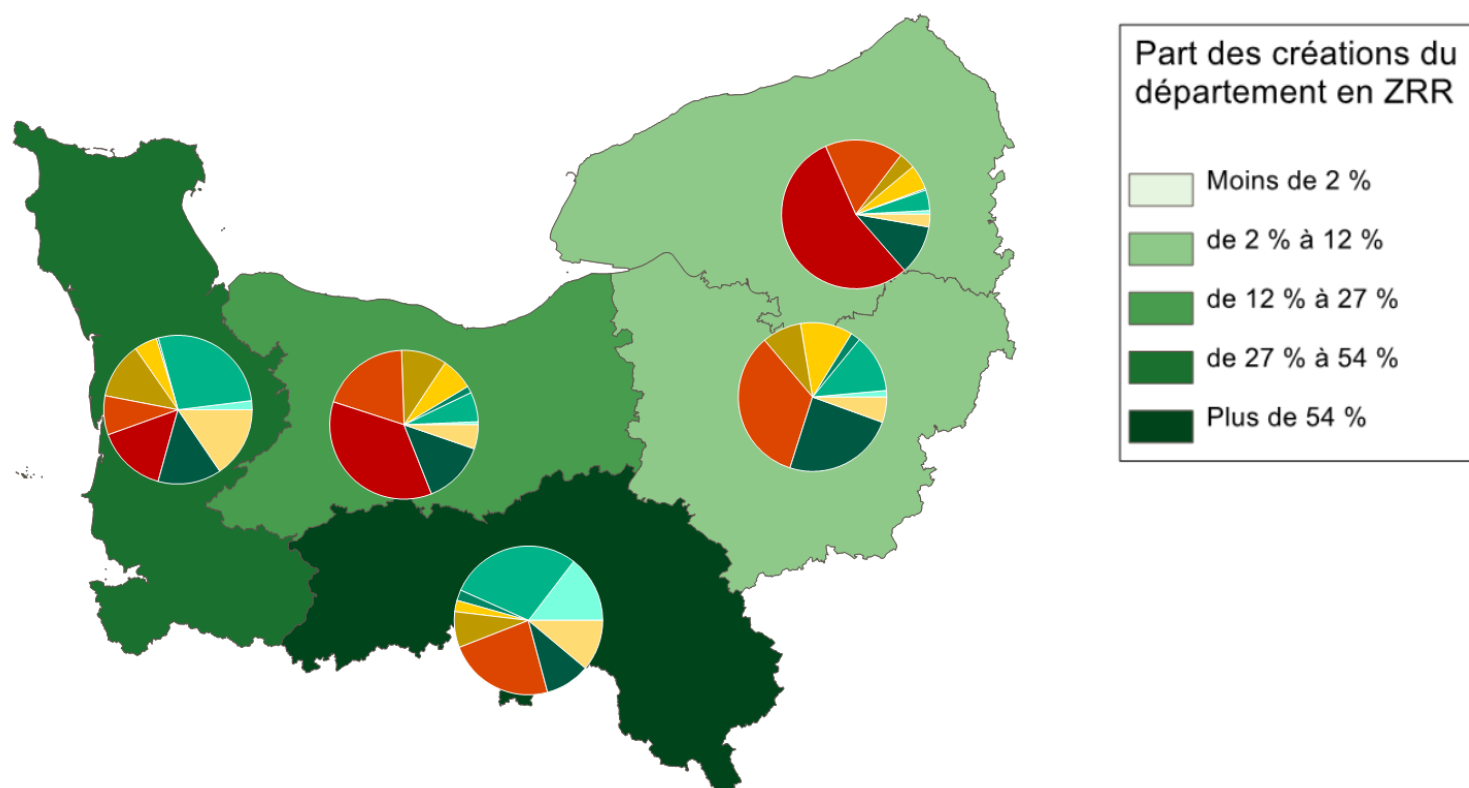 Part des créations du
département en ZRR
Moins de 2 %
de 2 % à 12 %
de 12 % à 27 %
de 27 % à 54 %
Plus de 54 %